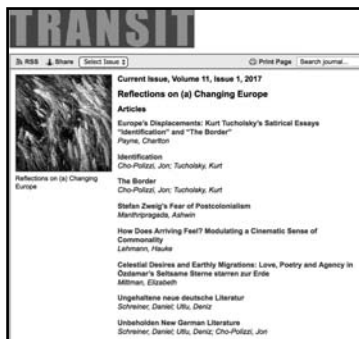 TRANSIT
RSS Share Select Issue Print Page Search journal...
Current Issue, Volume 11, Issue 1, 2017
Reflections on (a) Changing Europe
Articles
Europe's Displacements: Kurt Tucholsky's Satirical Essays
"Identification" and "The Border"
Payne, Charlton
Identification
Cho-Polizzi, Jon; Tucholsky, Kurt
The Border
Cho-Polizzi, Jon; Tucholsky, Kurt
Stefan Zweig's Fear of Postcolonialism
Manthripragada, Ashwin
How Does Arriving Feel? Modulating a Cinematic Sense of
Commonality
Lehmann, Hauke
Celestial Desires and Earthly Migrations: Love, Poetry and Agency in
Özdamar's Seltsame Sterne starren zur Erde
Mittman, Elizabeth
Ungehaltene neue deutsche Literatur
Schreiner, Daniel; Utlu, Deniz
Unbeholden New German Literature
Schreiner, Daniel; Utlu, Deniz; Cho-Polizzi, Jon
Reflections on (a) Changing
Europe